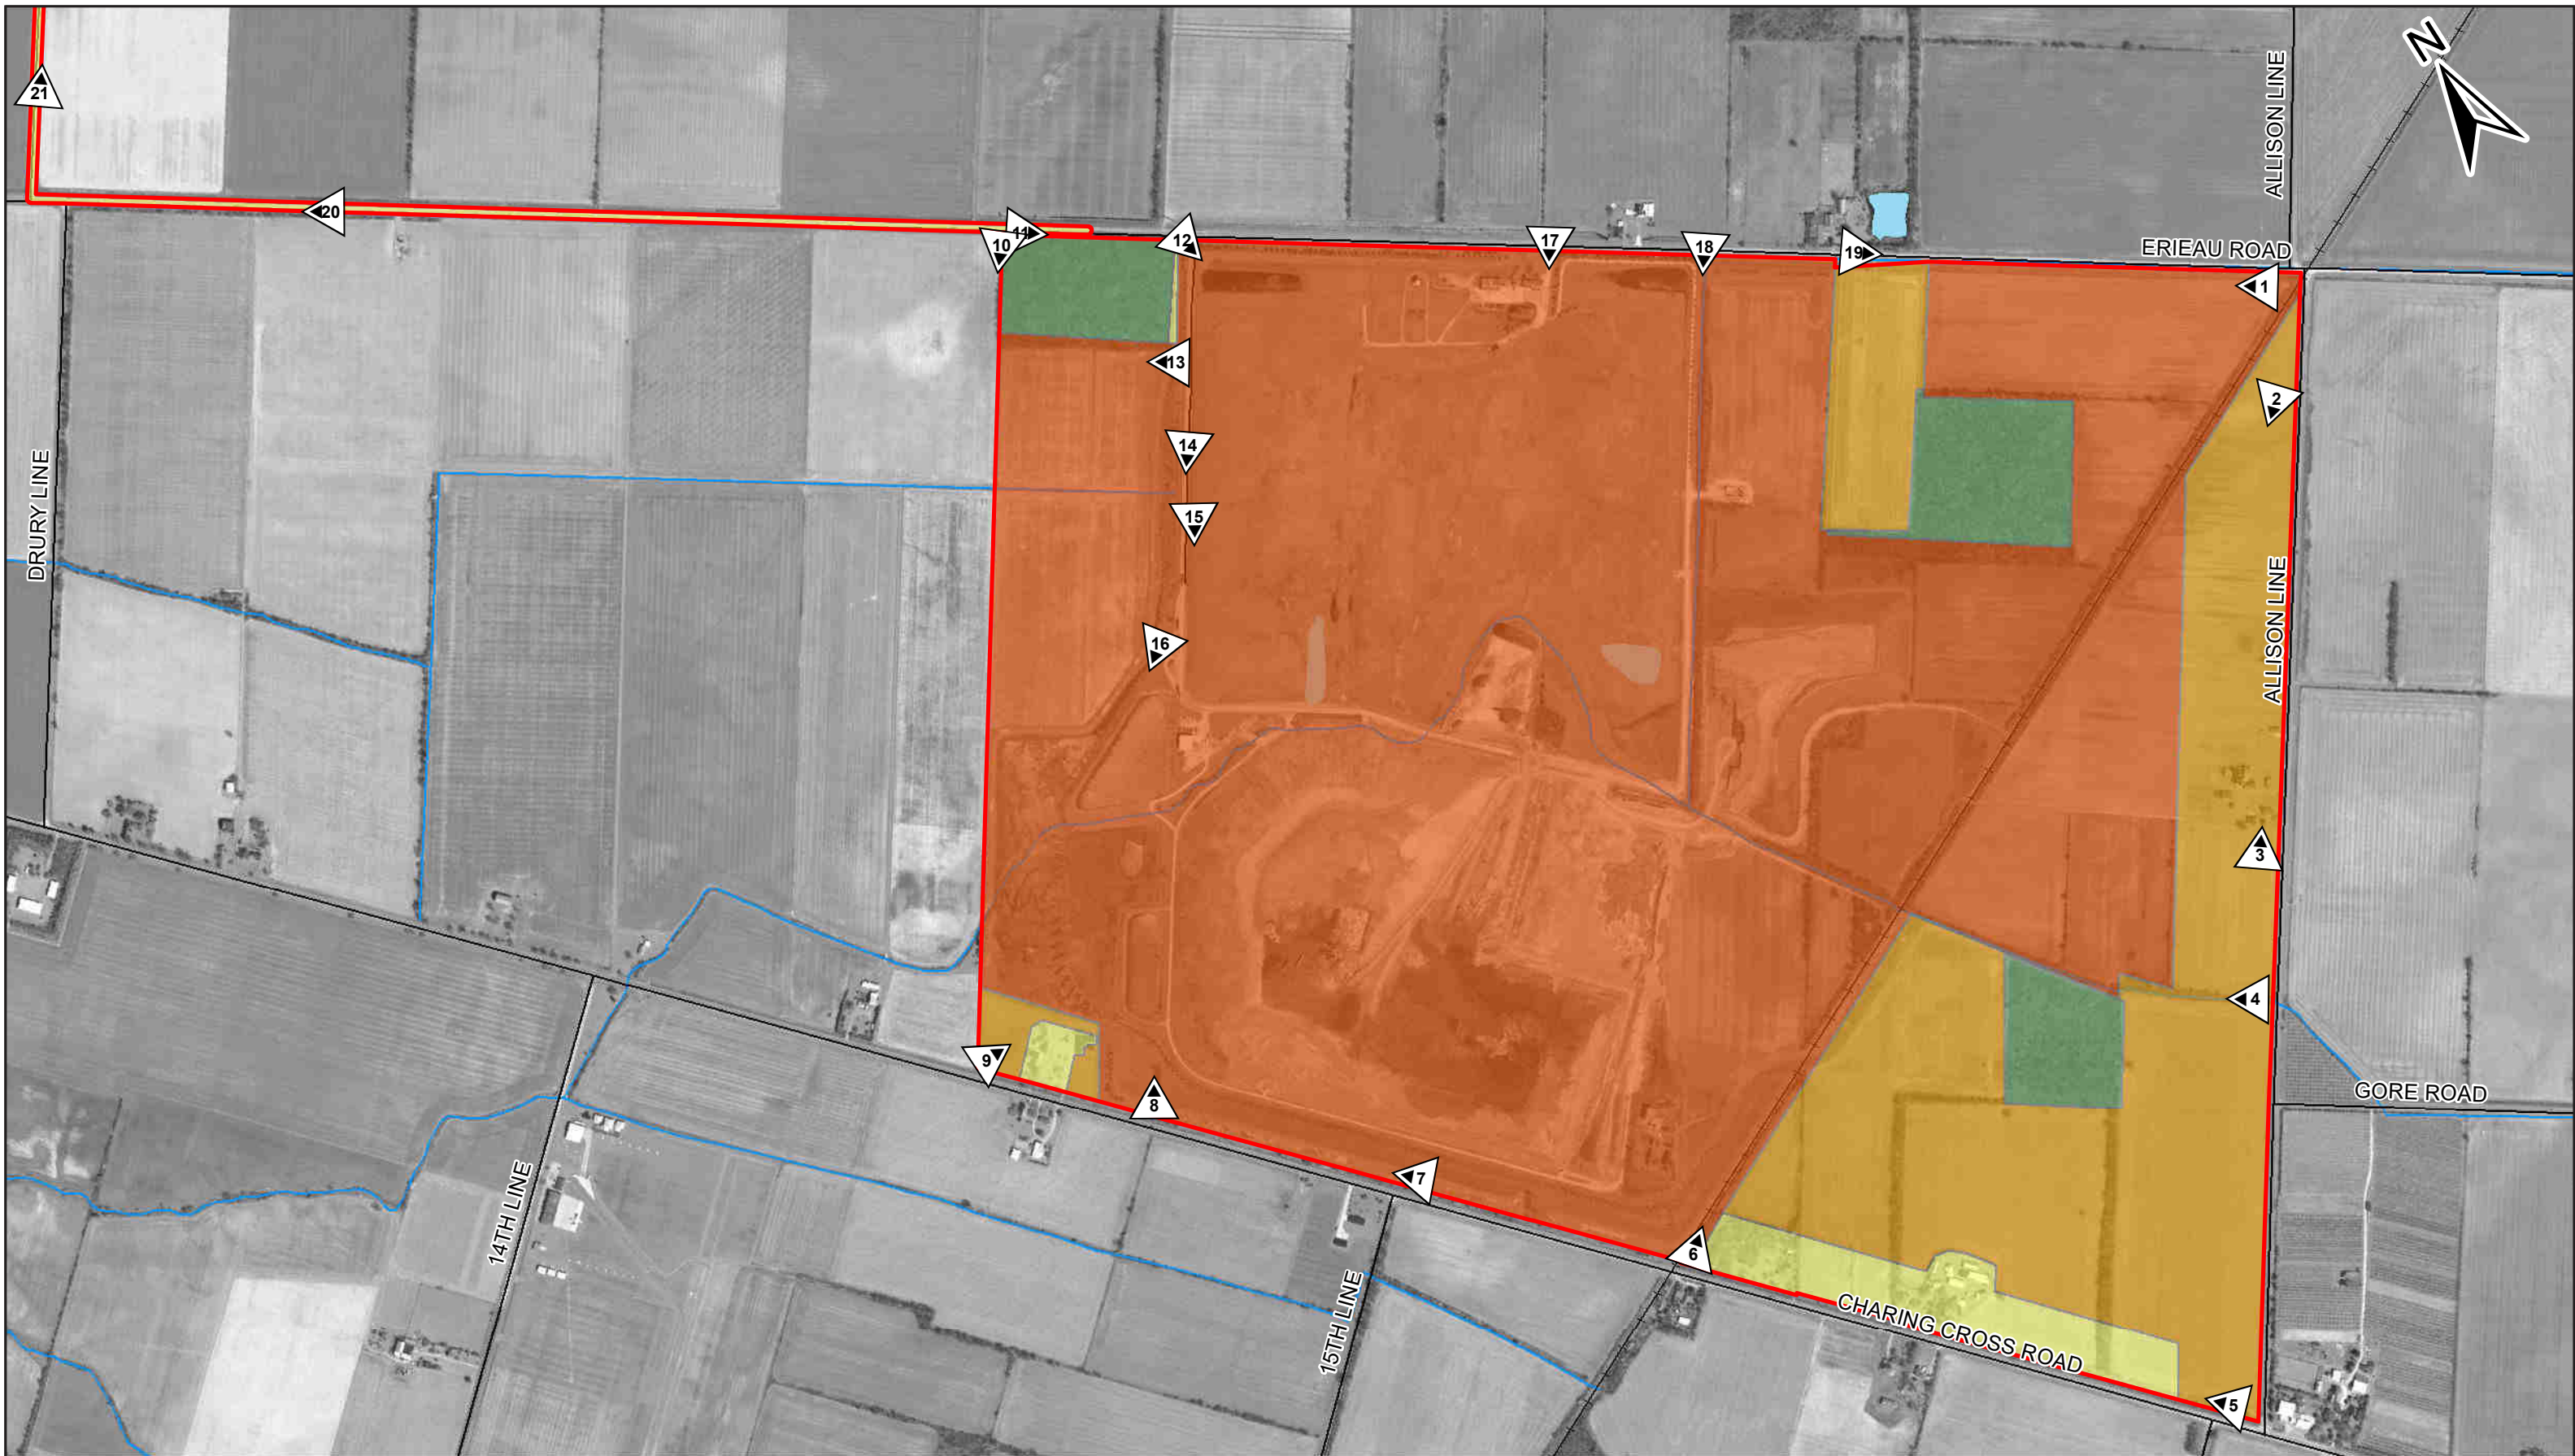 N
ALLISON LINE
21
20
11
10
12
17
18
19
ERIEAU ROAD
1
13
2
14
DRURY LINE
15
ALLISON LINE
16
3
4
9
8
GORE ROAD
7
14TH LINE
6
15TH LINE
CHARING CROSS ROAD
5